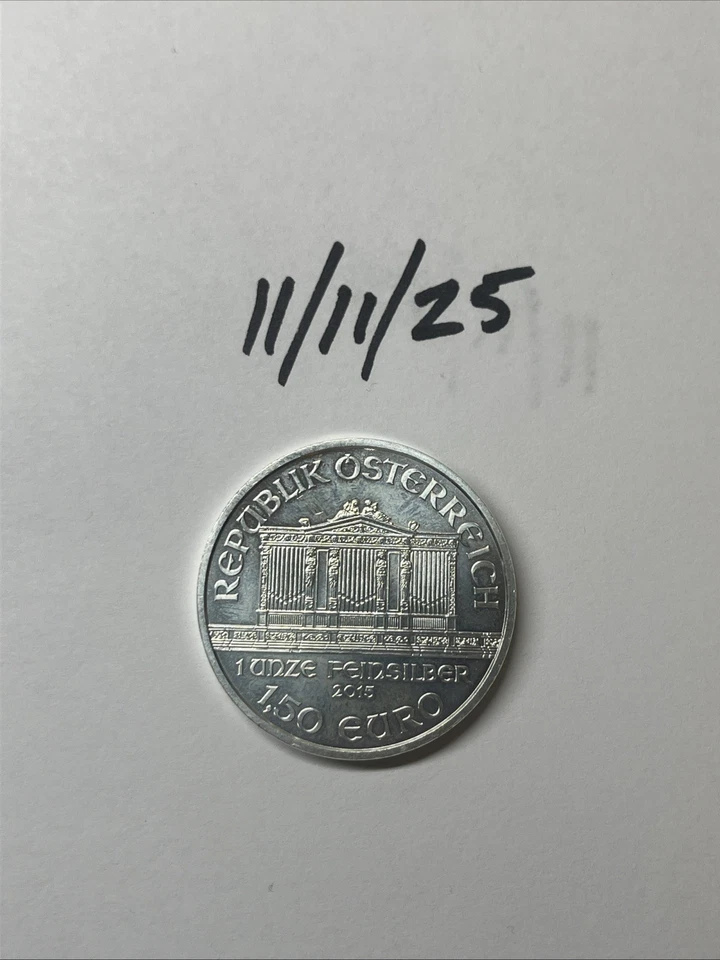 11/11/25
REPUBLIK ÖSTERREICH
1 UNZE FEINSILBER
2015
1,50 EURO